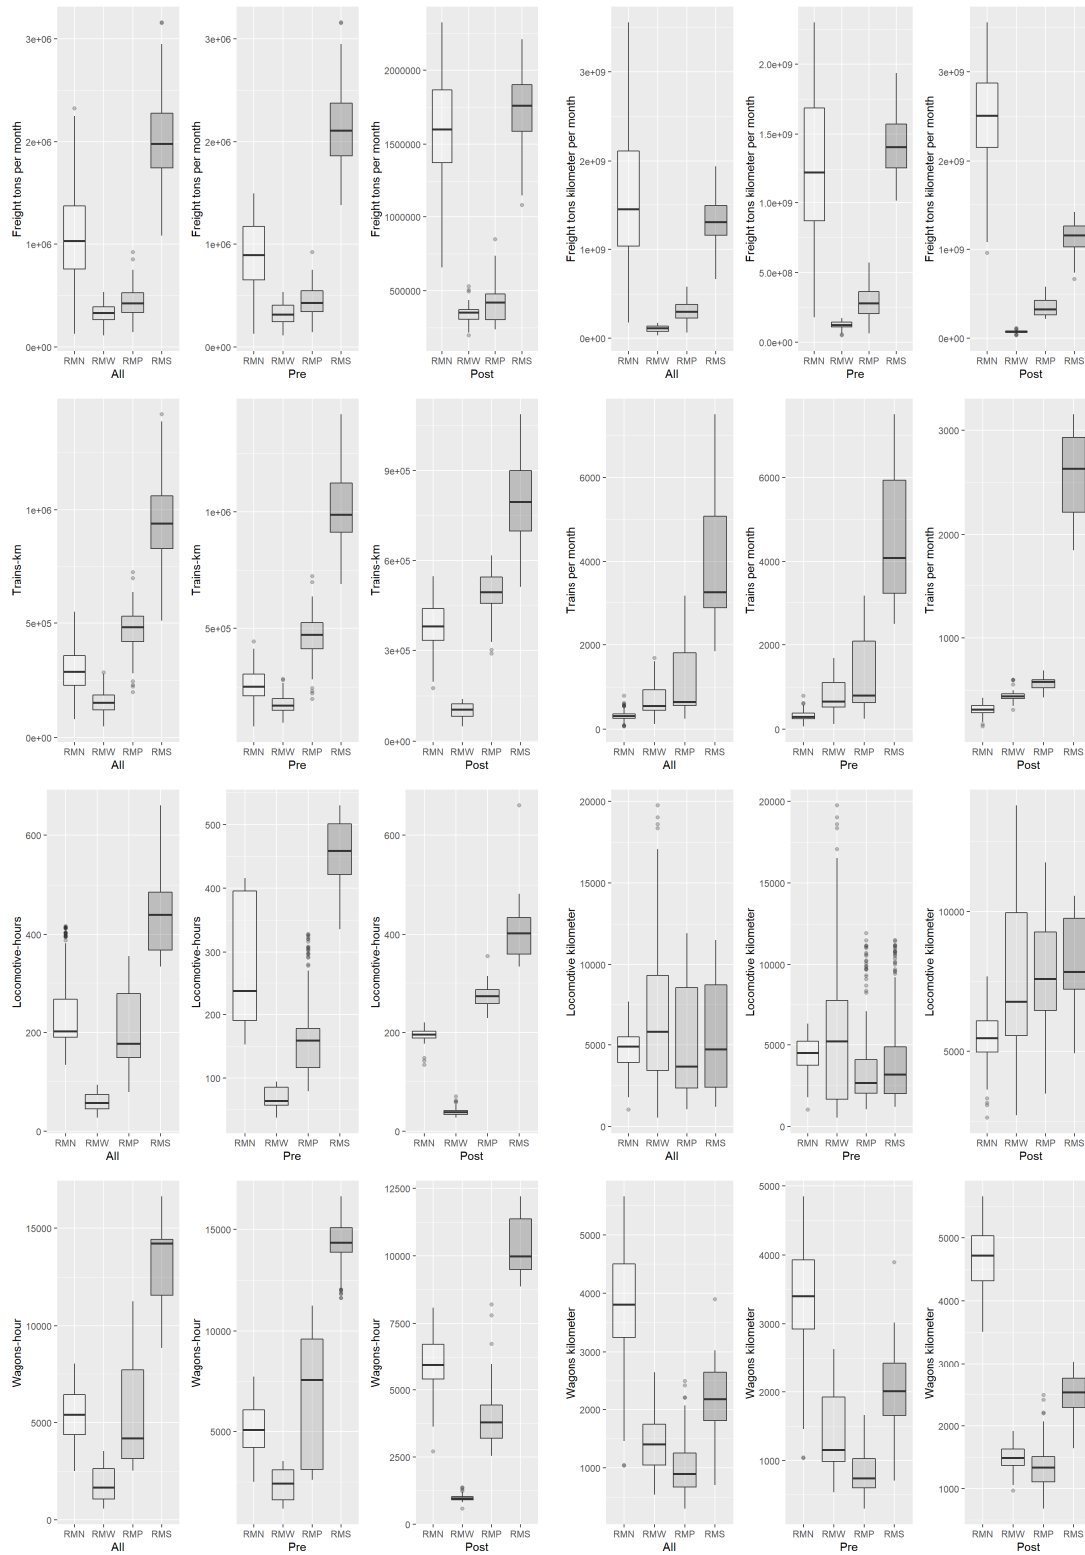 Freight tons per month
3e+06
2e+06
1e+06
0e+00
RMN RMW RMP RMS
All
Freight tons per month
3e+06
2e+06
1e+06
0e+00
RMN RMW RMP RMS
Pre
Freight tons per month
2000000
1500000
1000000
500000
RMN RMW RMP RMS
Post
Freight tons kilometer per month
3e+09
2e+09
1e+09
0e+00
RMN RMW RMP RMS
All
Freight tons kilometer per month
2.0e+09
1.5e+09
1.0e+09
5.0e+08
0.0e+00
RMN RMW RMP RMS
Pre
Freight tons kilometer per month
3e+09
2e+09
1e+09
0e+00
RMN RMW RMP RMS
Post
Trains-km
1e+06
5e+05
0e+00
RMN RMW RMP RMS
All
Trains-km
1e+06
5e+05
RMN RMW RMP RMS
Pre
Trains-km
9e+05
6e+05
3e+05
0e+00
RMN RMW RMP RMS
Post
Trains per month
6000
4000
2000
0
RMN RMW RMP RMS
All
Trains per month
6000
4000
2000
0
RMN RMW RMP RMS
Pre
Trains per month
3000
2000
1000
RMN RMW RMP RMS
Post
Locomotive-hours
600
400
200
0
RMN RMW RMP RMS
All
Locomotive-hours
500
400
300
200
100
RMN RMW RMP RMS
Pre
Locomotive-hours
600
400
200
0
RMN RMW RMP RMS
Post
Locomotive kilometer
20000
15000
10000
5000
0
RMN RMW RMP RMS
All
Locomotive kilometer
20000
15000
10000
5000
0
RMN RMW RMP RMS
Pre
Locomotive kilometer
10000
5000
RMN RMW RMP RMS
Post
Wagons-hour
15000
10000
5000
0
RMN RMW RMP RMS
All
Wagons-hour
15000
10000
5000
RMN RMW RMP RMS
Pre
Wagons-hour
12500
10000
7500
5000
2500
0
RMN RMW RMP RMS
Post
Wagons kilometer
5000
4000
3000
2000
1000
RMN RMW RMP RMS
All
Wagons kilometer
5000
4000
3000
2000
1000
RMN RMW RMP RMS
Pre
Wagons kilometer
5000
4000
3000
2000
1000
RMN RMW RMP RMS
Post